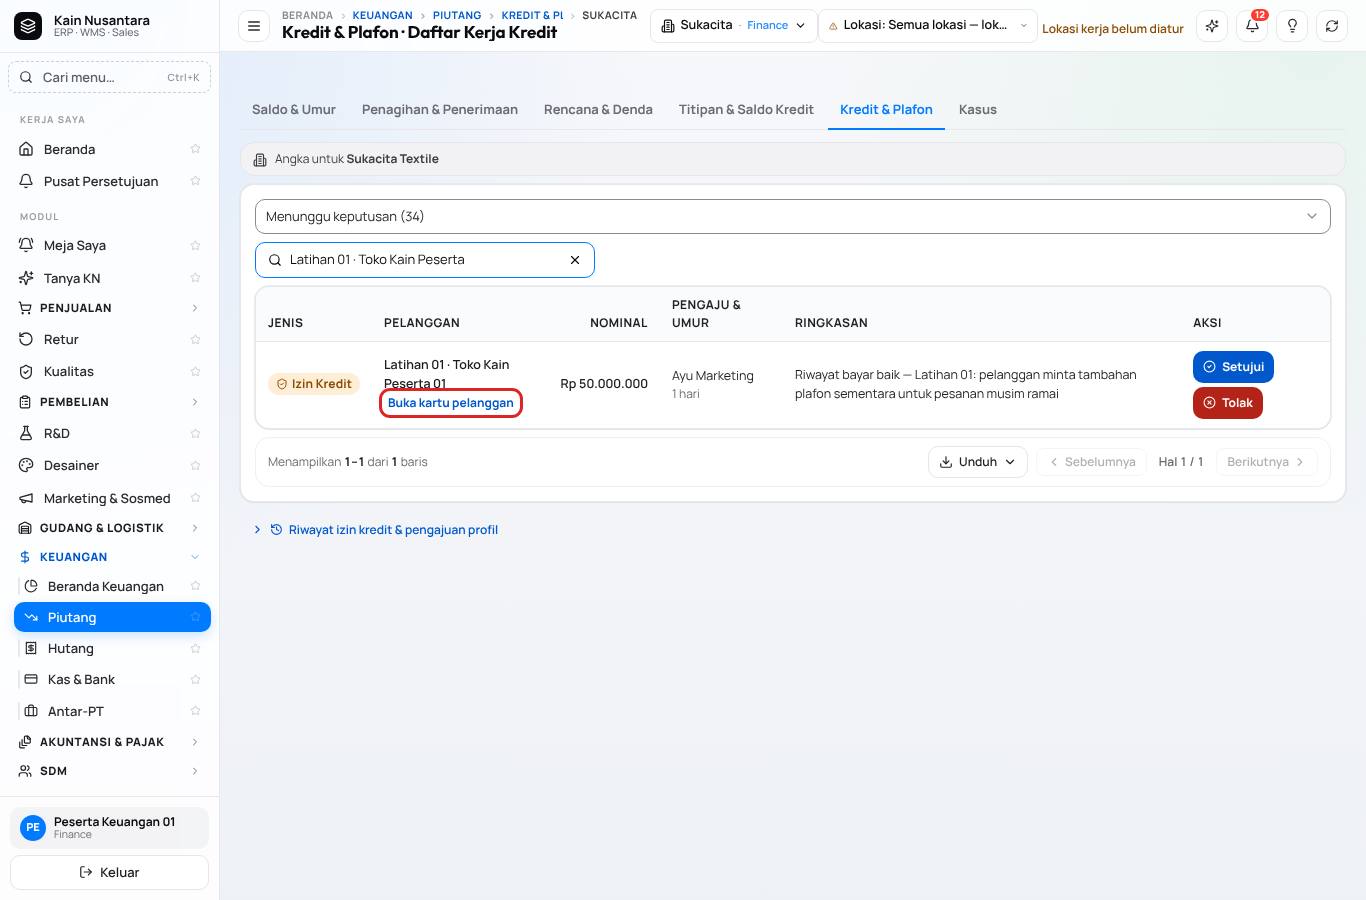 Kain Nusantara
ERP · WMS · Sales
Cari menu...
Ctrl+K
KERJA SAYA
Beranda
Pusat Persetujuan
MODUL
Meja Saya
Tanya KN
PENJUALAN
Retur
Kualitas
PEMBELIAN
R&D
Desainer
Marketing & Sosmed
GUDANG & LOGISTIK
KEUANGAN
Beranda Keuangan
Piutang
Hutang
Kas & Bank
Antar-PT
AKUNTANSI & PAJAK
SDM
PE
Peserta Keuangan 01
Finance
Keluar
BERANDA > KEUANGAN > PIUTANG > KREDIT & PL > SUKACITA
Kredit & Plafon · Daftar Kerja Kredit
Sukacita · Finance
Lokasi: Semua lokasi — lok...
Lokasi kerja belum diatur
12
Saldo & Umur
Penagihan & Penerimaan
Rencana & Denda
Titipan & Saldo Kredit
Kredit & Plafon
Kasus
Angka untuk Sukacita Textile
Menunggu keputusan (34)
Latihan 01 · Toko Kain Peserta
JENIS
PELANGGAN
NOMINAL
PENGAJU &
UMUR
RINGKASAN
AKSI
Izin Kredit
Latihan 01 · Toko Kain
Peserta 01
Buka kartu pelanggan
Rp 50.000.000
Ayu Marketing
1 hari
Riwayat bayar baik — Latihan 01: pelanggan minta tambahan
plafon sementara untuk pesanan musim ramai
Setujui
Tolak
Menampilkan 1–1 dari 1 baris
Unduh
Sebelumnya
Hal 1 / 1
Berikutnya
Riwayat izin kredit & pengajuan profil